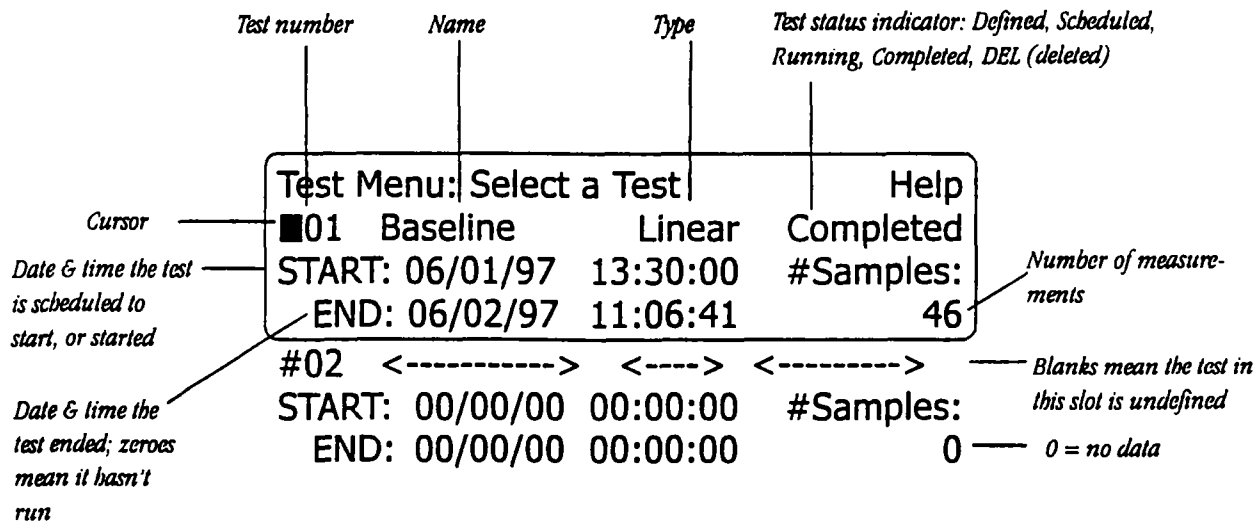 Test number
Name
Type
Test status indicator: Defined, Scheduled,
Running, Completed, DEL (deleted)
Test Menu: Select a Test Help
Cursor
■01 Baseline Linear Completed
Date & time the test
is scheduled to
start, or started
START: 06/01/97 13:30:00 #Samples:
END: 06/02/97 11:06:41 46
Number of measure-
ments
#02 <-----------> <----> <--------->
Blanks mean the test in
this slot is undefined
Date & time the
test ended; zeroes
mean it hasn't
run
START: 00/00/00 00:00:00 #Samples:
END: 00/00/00 00:00:00 0
0 = no data